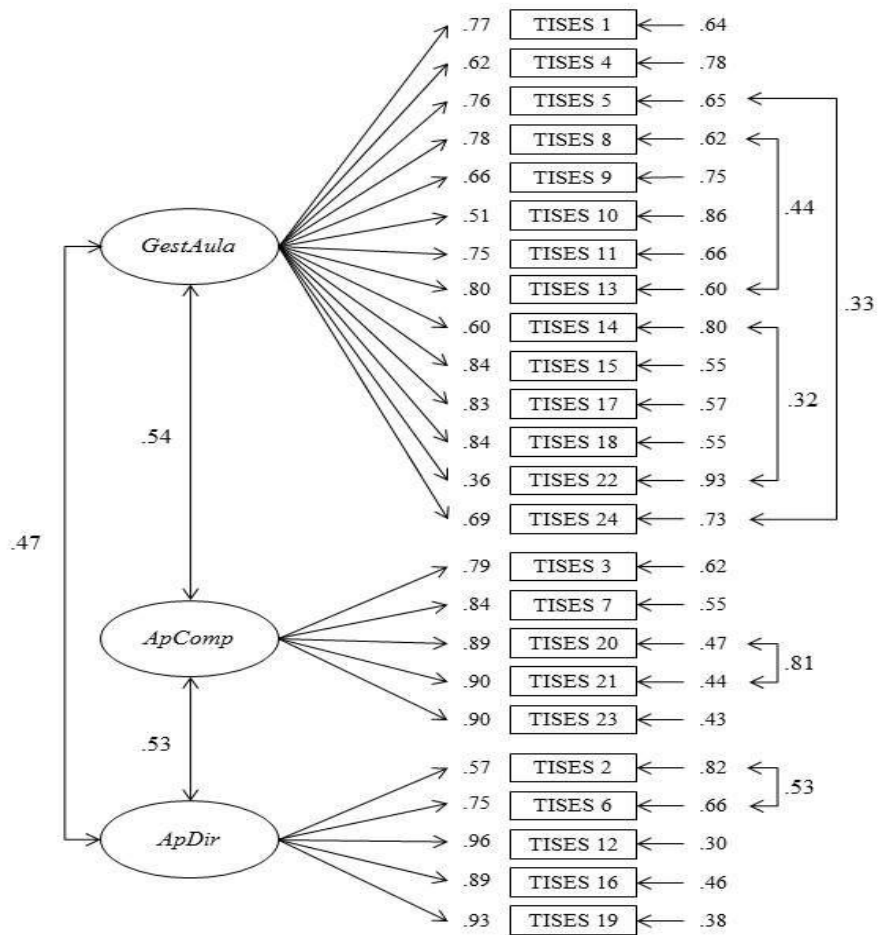 .77 TISES 1 .64
.62 TISES 4 .78
.76 TISES 5 .65
.78 TISES 8 .62
.66 TISES 9 .75
.51 TISES 10 .86
.44
GestAula
.75 TISES 11 .66
.80 TISES 13 .60
.33
.60 TISES 14 .80
.84 TISES 15 .55
.32
.83 TISES 17 .57
.54
.84 TISES 18 .55
.36 TISES 22 .93
.69 TISES 24 .73
.47
.79 TISES 3 .62
.84 TISES 7 .55
ApComp
.89 TISES 20 .47
.81
.90 TISES 21 .44
.90 TISES 23 .43
.53
.57 TISES 2 .82
.53
.75 TISES 6 .66
ApDir
.96 TISES 12 .30
.89 TISES 16 .46
.93 TISES 19 .38